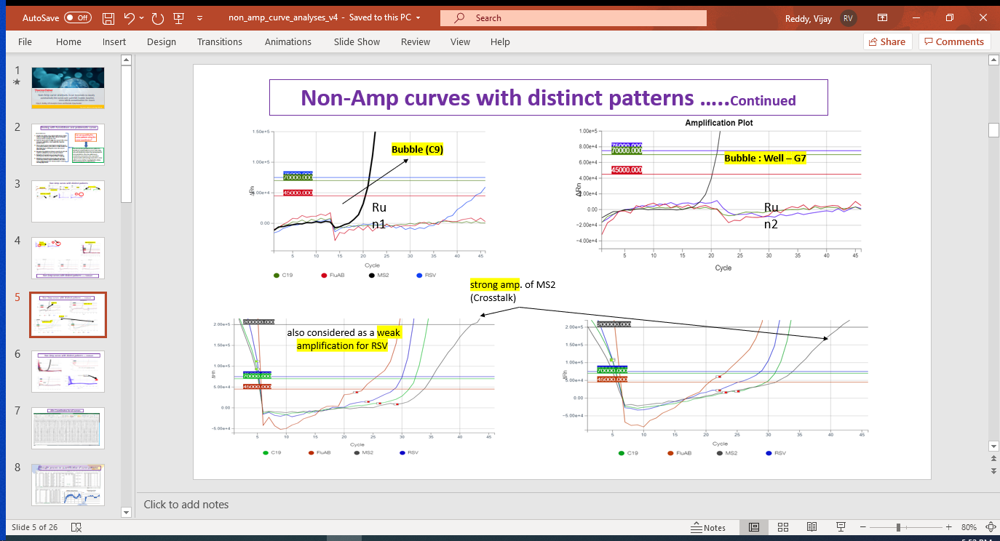 AutoSave Off
non_amp_curve_analyses_v4 - Saved to this PC
Search
Reddy, Vijay RV
File Home Insert Design Transitions Animations Slide Show Review View Help
Share Comments
1
2
3
4
5
6
7
8
Non-Amp curves with distinct patterns …..Continued
1.50e+5
1.00e+5
0.00
ΔRn
70000.000
45000.000
Bubble (C9)
Ru
n1
5 10 15 20 25 30 35 40 45
Cycle
C19 FluAB MS2 RSV
Amplification Plot
1.00e+5
8.00e+4
6.00e+4
4.00e+4
2.00e+4
0.00
−2.00e+4
−4.00e+4
ΔRn
75000.000
70000.000
45000.000
Bubble : Well – G7
Ru
n2
5 10 15 20 25 30 35 40 45
Cycle
strong amp. of MS2
(Crosstalk)
2.00e+5
1.50e+5
1.00e+5
5.00e+4
0.00
−5.00e+4
ΔRn
200000.000
70000.000
45000.000
also considered as a weak
amplification for RSV
5 10 15 20 25 30 35 40 45
Cycle
C19 FluAB MS2 RSV
2.00e+5
1.50e+5
1.00e+5
5.00e+4
0.00
−5.00e+4
200000.000
70000.000
45000.000
5 10 15 20 25 30 35 40 45
Cycle
C19 FluAB MS2 RSV
Click to add notes
Slide 5 of 26
Notes
80%